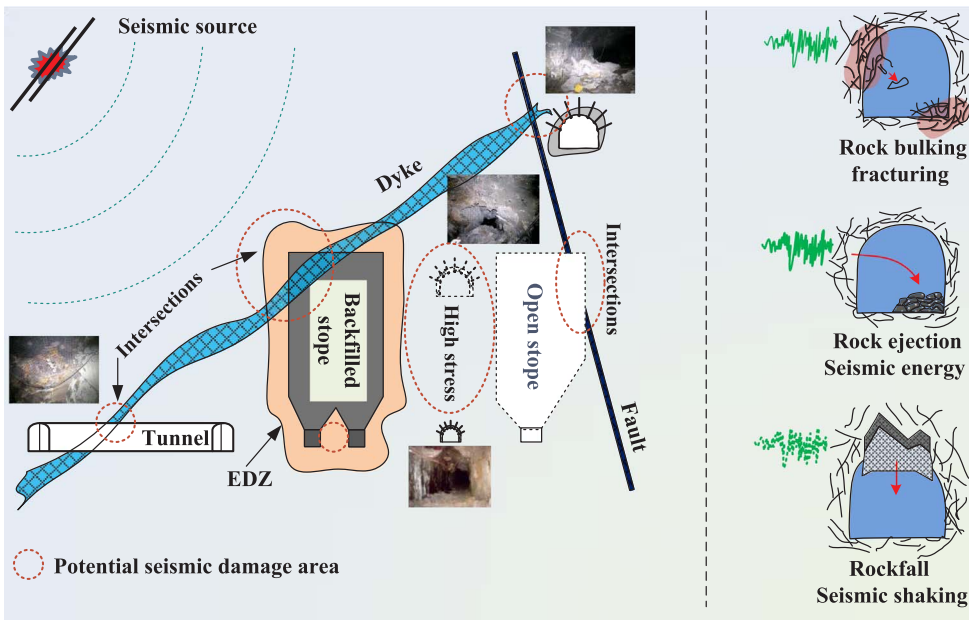 Seismic source
Dyke
Intersections
Intersections
Backfilled
stope
High stress
Open stope
Fault
Tunnel
EDZ
Potential seismic damage area
Rock bulking
fracturing
Rock ejection
Seismic energy
Rockfall
Seismic shaking